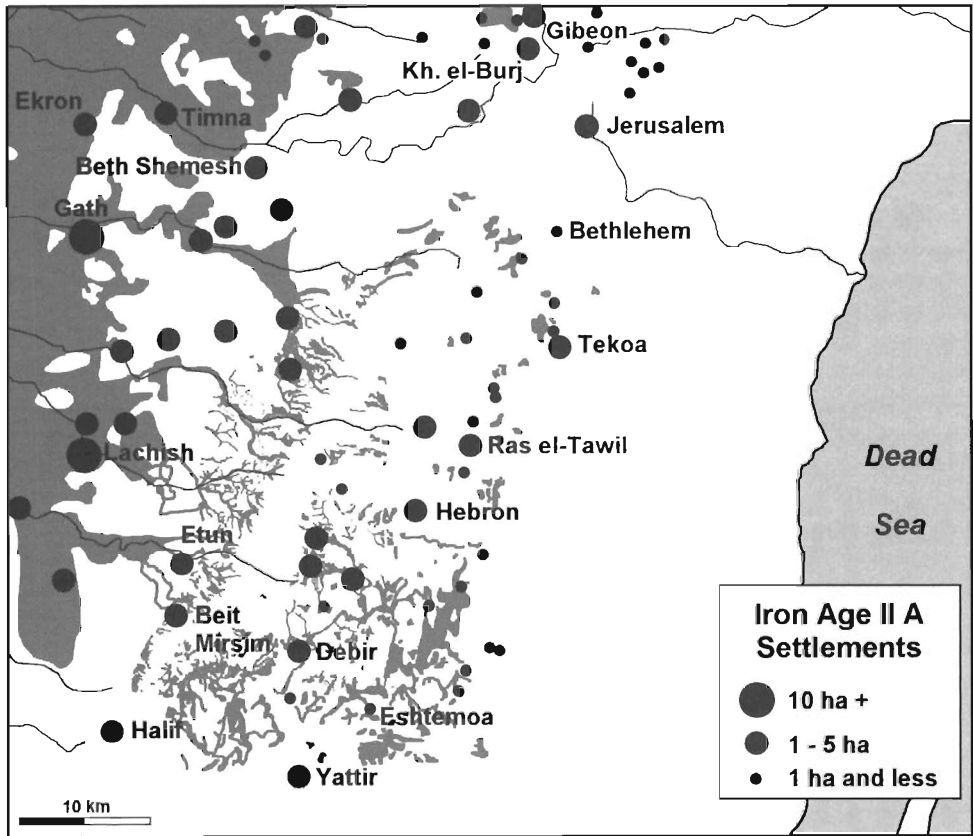 Gibeon
Kh. el-Burj
Ekron
Timna
Jerusalem
Beth Shemesh
Gath
Bethlehem
Tekoa
Ras el-Tawil
Lachish
Dead
Sea
Hebron
Etun
Beit
Mirsim
Debir
Eshtemoa
Halif
Yattir
Iron Age II A
Settlements
10 ha +
1 - 5 ha
1 ha and less
10 km